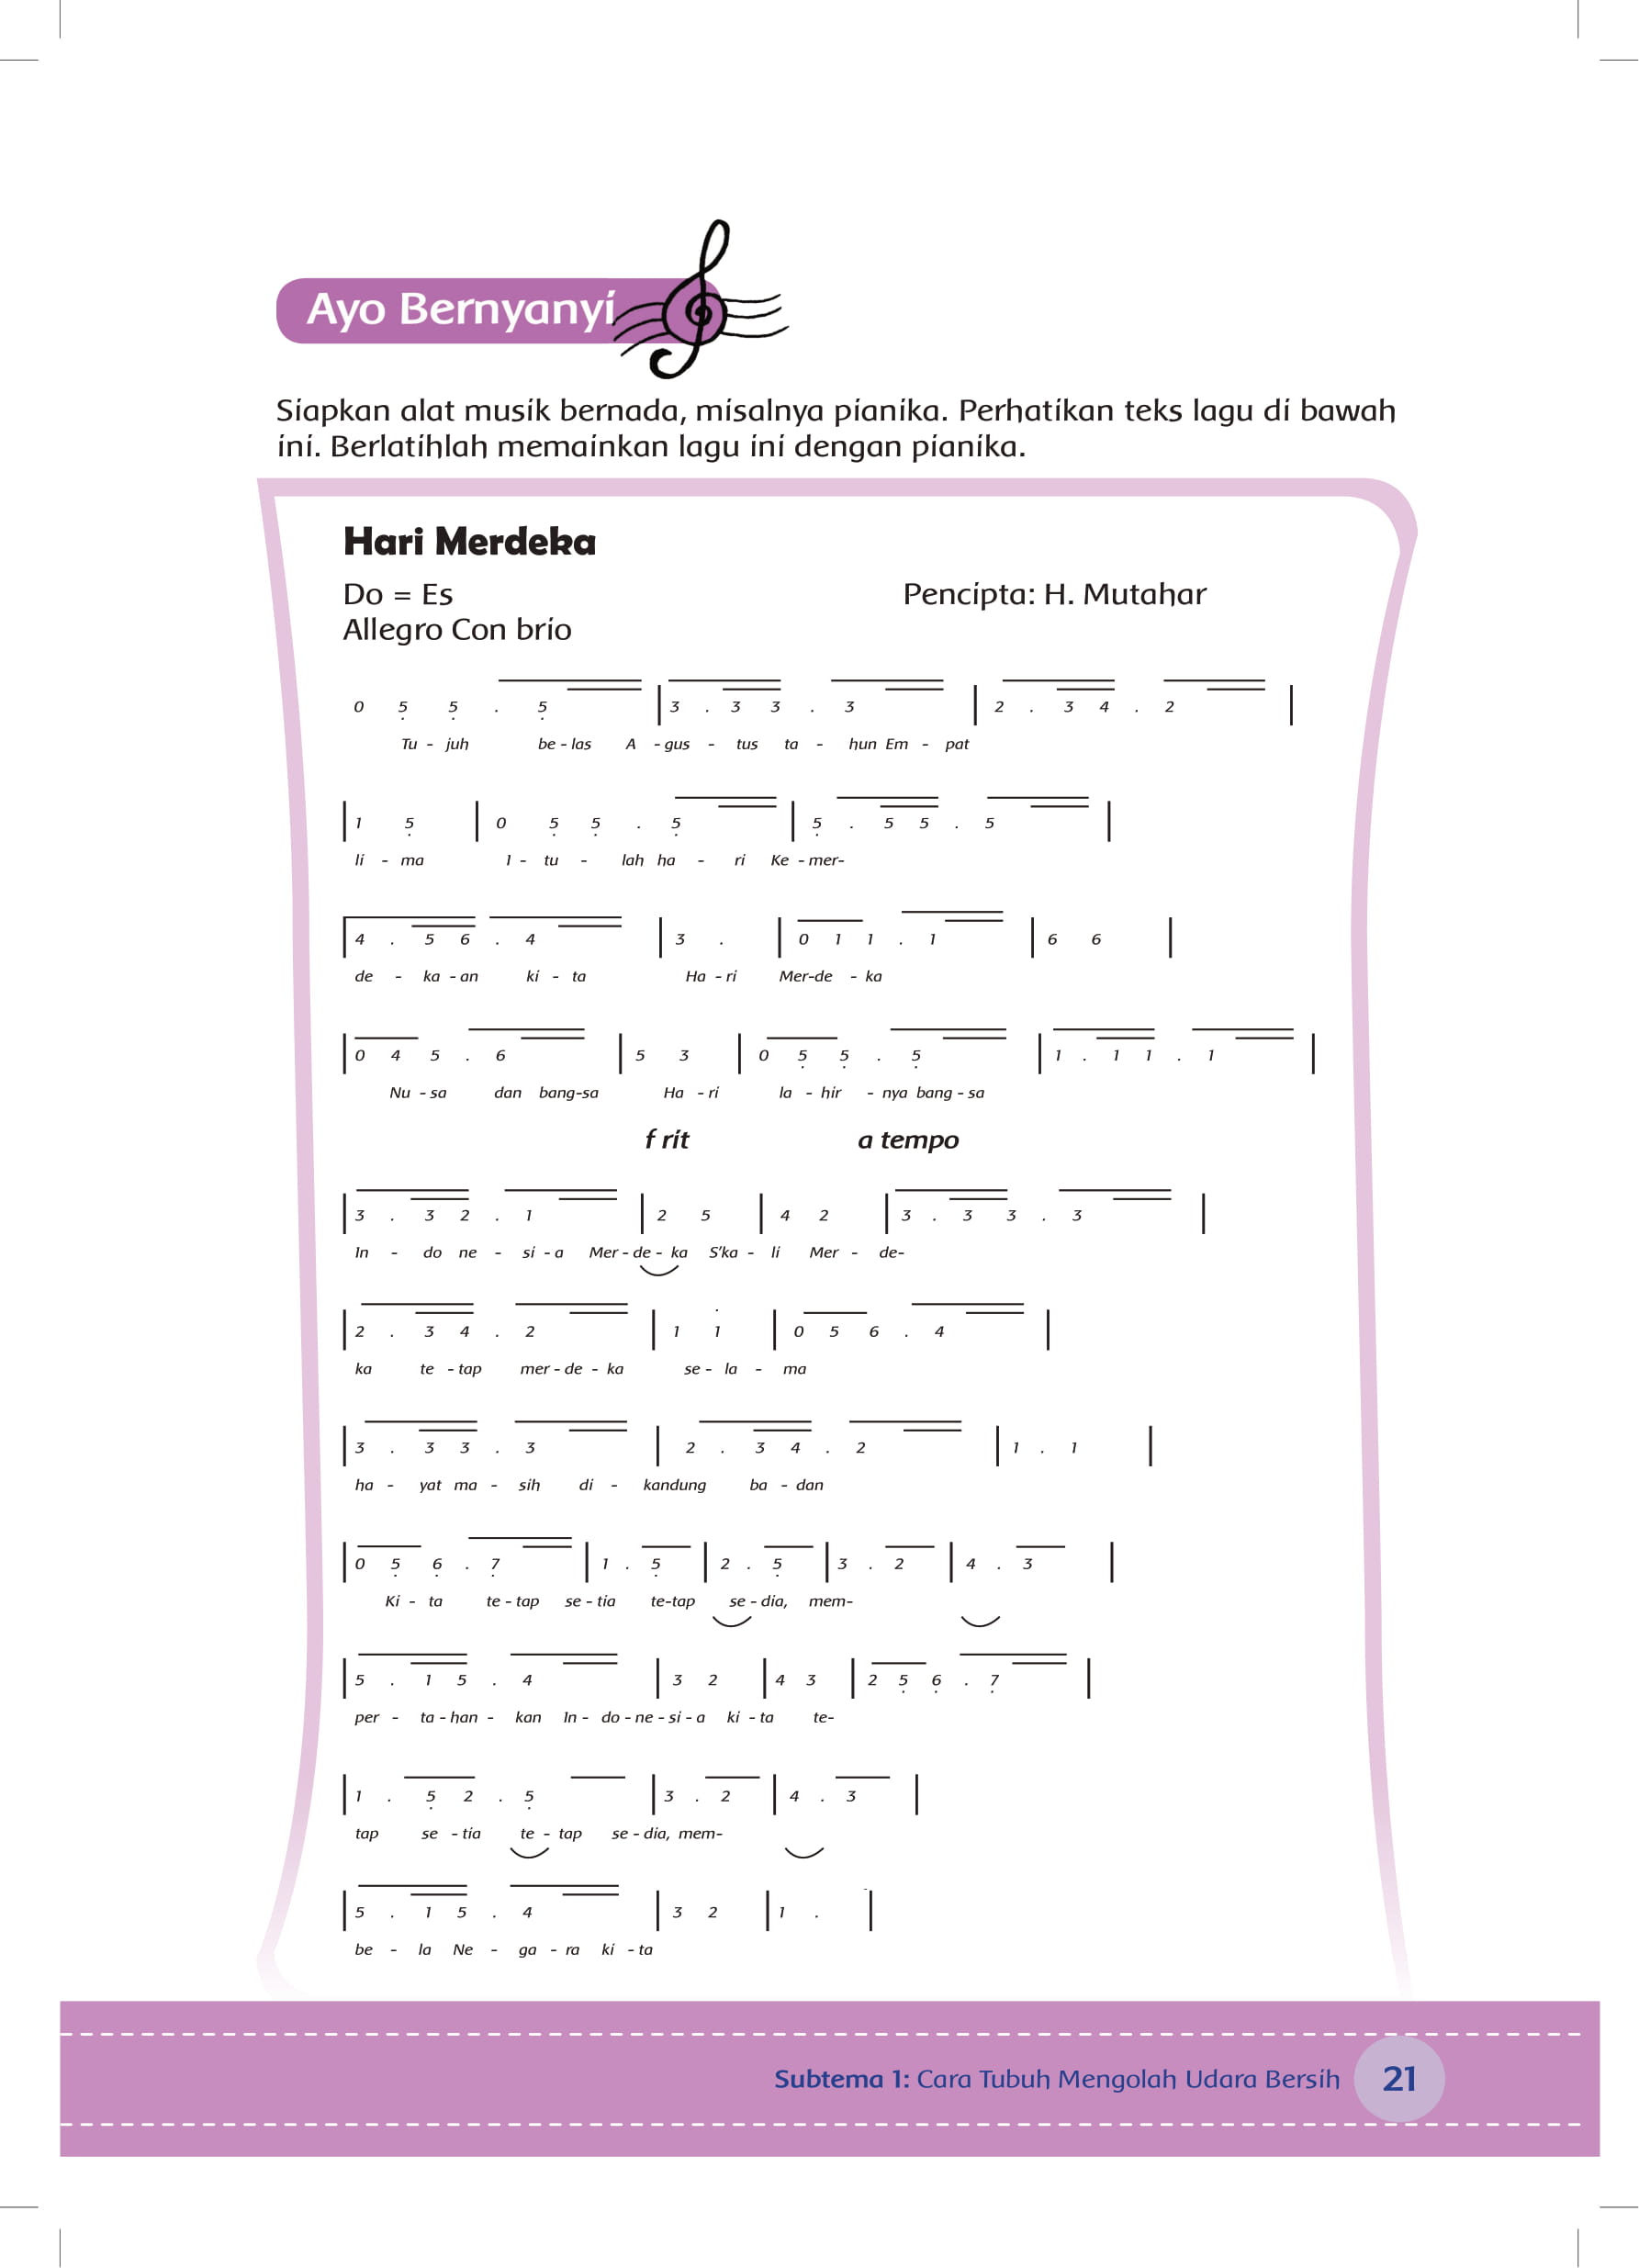 Ayo Bernyanyi
Siapkan alat musik bernada, misalnya pianika. Perhatikan teks lagu di bawah
ini. Berlatihlah memainkan lagu ini dengan pianika.
Hari Merdeka
Do = Es Pencipta: H. Mutahar
Allegro Con brio
0 5 5 . 5 | 3 . 3 3 . 3 | 2 . 3 4 . 2 |
Tu - juh be - las A - gus - tus ta - hun Em - pat
| 1 5 | 0 5 5 . 5 | 5 . 5 5 . 5 |
li - ma I - tu - lah ha - ri Ke - mer-
| 4 . 5 6 . 4 | 3 . | 0 1 1 . 1 | 6 6 |
de - ka - an ki - ta Ha - ri Mer-de - ka
| 0 4 5 . 6 | 5 3 | 0 5 5 . 5 | 1 . 1 1 . 1 |
Nu - sa dan bang-sa Ha - ri la - hir - nya bang - sa
f rit a tempo
| 3 . 3 2 . 1 | 2 5 | 4 2 | 3 . 3 3 . 3 |
In - do ne - si - a Mer - de - ka S'ka - li Mer - de-
| 2 . 3 4 . 2 | 1 1 | 0 5 6 . 4 |
ka te - tap mer - de - ka se - la - ma
| 3 . 3 3 . 3 | 2 . 3 4 . 2 | 1 . 1 |
ha - yat ma - sih di - kandung ba - dan
| 0 5 6 . 7 | 1 . 5 | 2 . 5 | 3 . 2 | 4 . 3 |
Ki - ta te - tap se - tia te-tap se - dia, mem-
| 5 . 1 5 . 4 | 3 2 | 4 3 | 2 5 6 . 7 |
per - ta - han - kan In - do - ne - si - a ki - ta te-
| 1 . 5 2 . 5 | 3 . 2 | 4 . 3 |
tap se - tia te - tap se - dia, mem-
| 5 . 1 5 . 4 | 3 2 | 1 . |
be - la Ne - ga - ra ki - ta
Subtema 1: Cara Tubuh Mengolah Udara Bersih 21